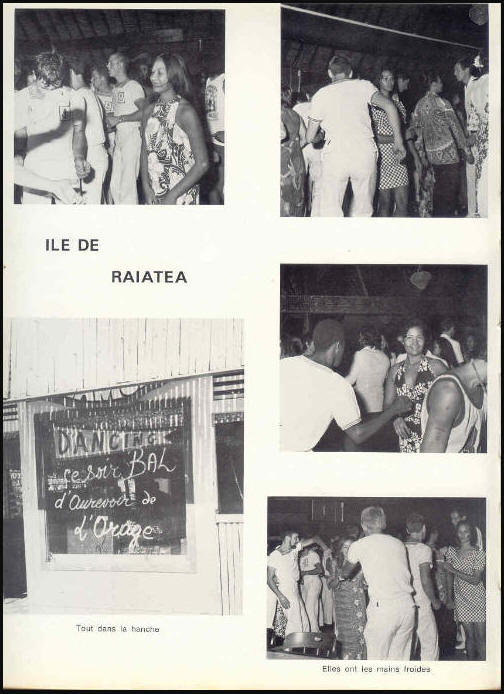 ILE DE
RAIATEA
DANCING
ce soir BAL
d'Aurevoir de
L'Orage
Tout dans la hanche
Elles ont les mains froides